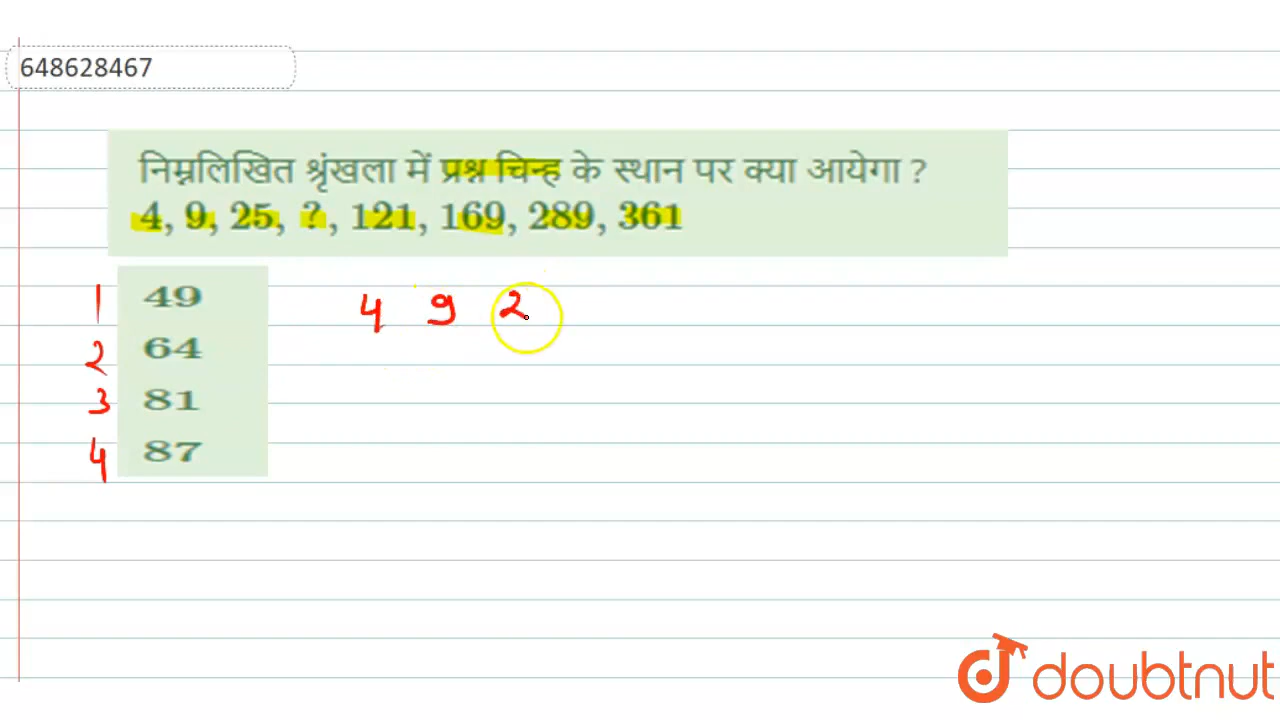 648628467
निम्नलिखित श्रृंखला में प्रश्न चिन्ह के स्थान पर क्या आयेगा ?
4, 9, 25, ?, 121, 169, 289, 361
1 49
4 9 2
2 64
3 81
4 87
doubtnut